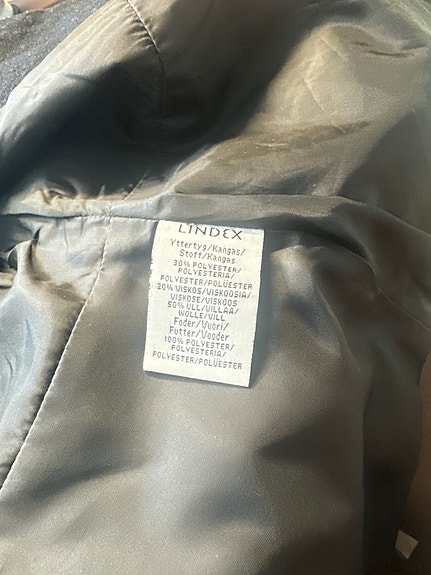 LINDEX
Yttertyg/Kangas/
Stoff/Kangas
30% POLYESTER/
POLYESTERIA/
POLYESTER/POLÜESTER
20% VISKOS/VISKOOSIA/
VISKOSE/VISKOOS
50% ULL/VILLAA/
WOLLE/VILL
Foder/Vuori/
Futter/Vooder
100% POLYESTER/
POLYESTERIA/
POLYESTER/POLÜESTER